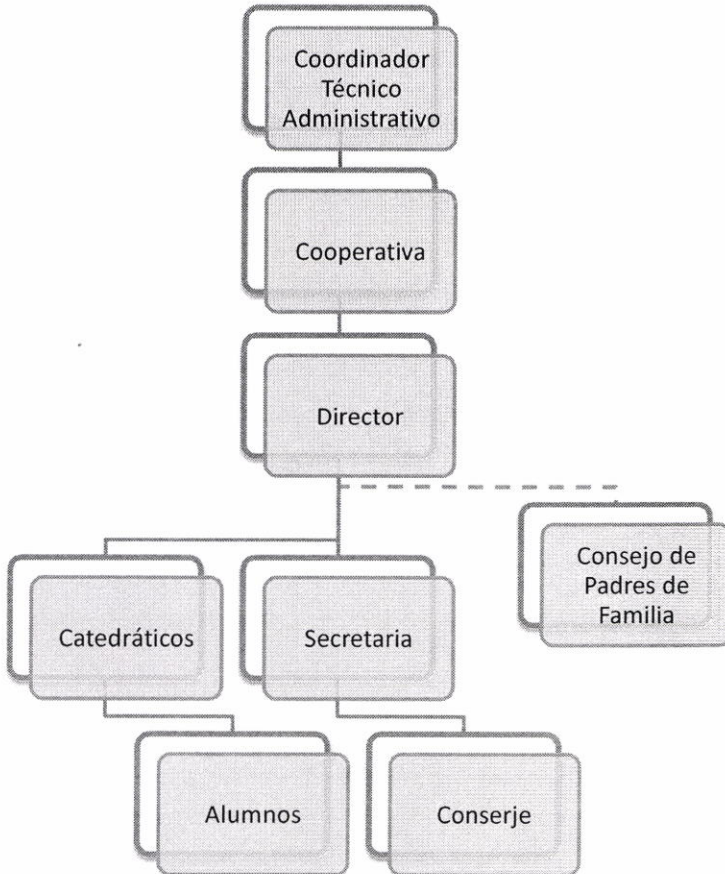 Coordinador
Técnico
Administrativo
Cooperativa
Director
Consejo de
Padres de
Familia
Catedráticos
Secretaria
Alumnos
Conserje